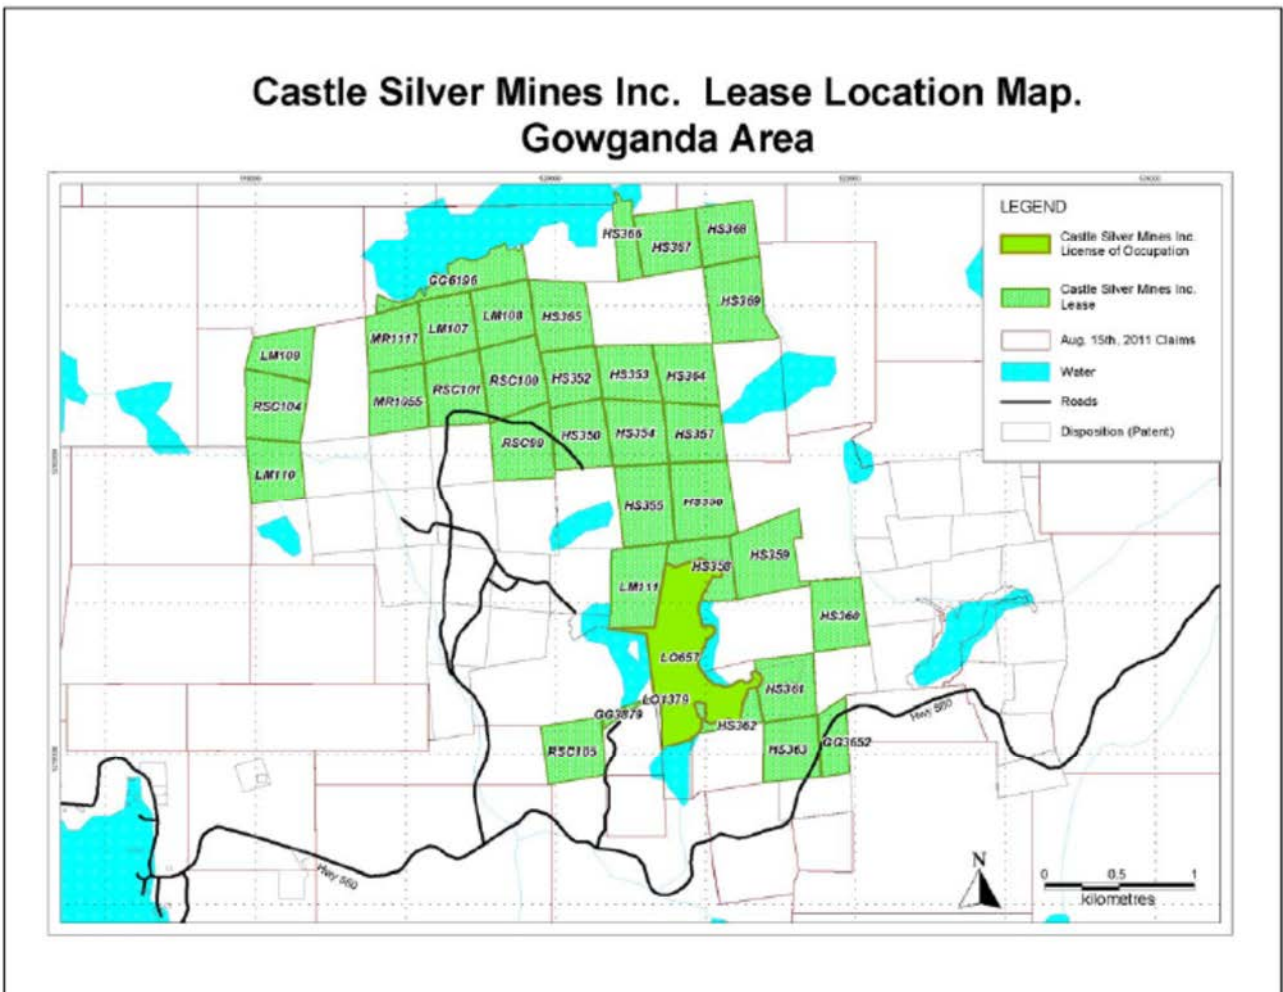 Castle Silver Mines Inc. Lease Location Map.
Gowganda Area
LEGEND
Castle Silver Mines Inc.
License of Occupation
Castle Silver Mines Inc.
Lease
Aug. 15th, 2011 Claims
Water
Roads
Disposition (Patent)
HS366
HS367
HS368
GG6196
HS369
MR1117
LM107
LM108
HS365
LM109
RSC104
MR1055
RSC101
RSC100
HS352
HS353
HS364
RSC99
HS350
HS354
HS357
LM110
HS355
HS358
HS359
LM111
HS360
LO657
HS361
LO1379
GG3879
HS362
RSC105
HS363
GG3652
Hwy 560
Hwy 560
N
0 0.5 1
kilometres